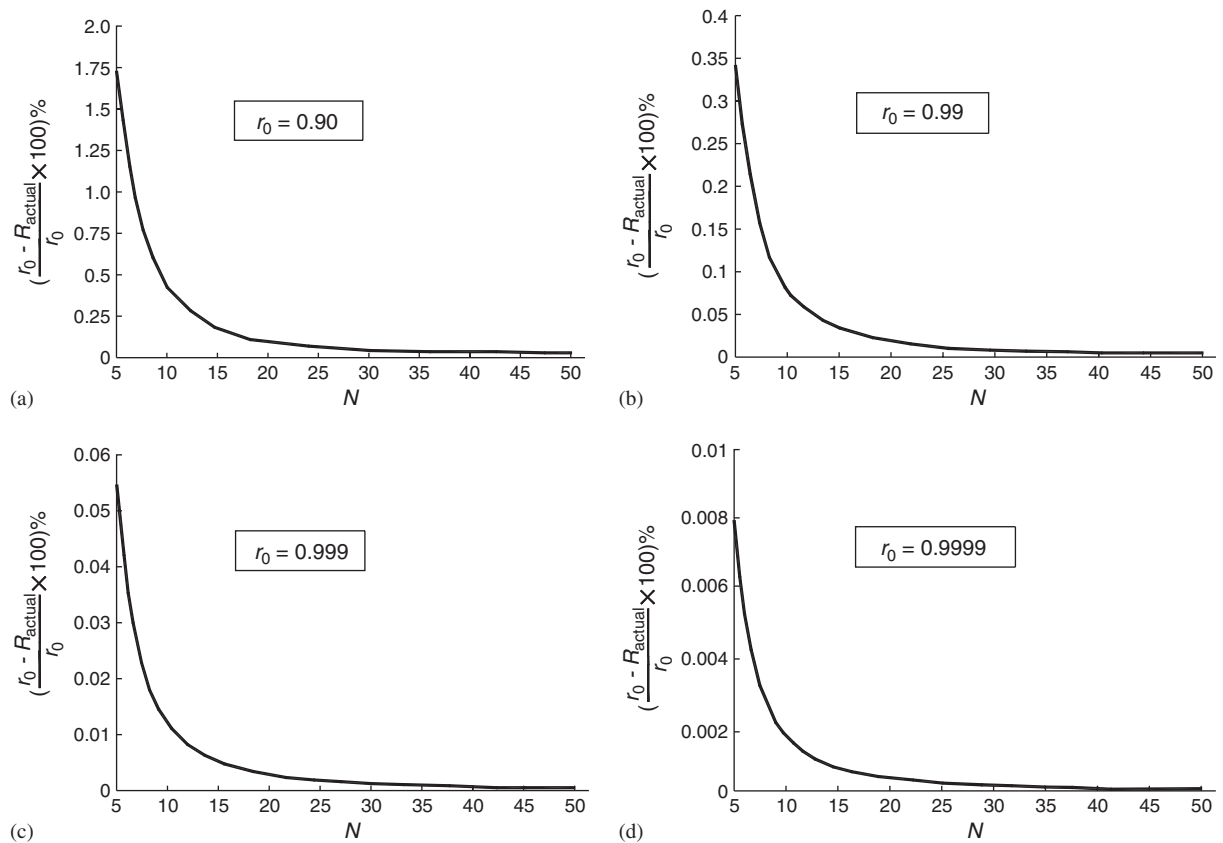 2.0
1.75
1.5
1.25
1.0
0.75
0.5
0.25
0
(r0 - Ractual / r0 ×100)%
r0 = 0.90
5 10 15 20 25 30 35 40 45 50
N
(a)
0.4
0.35
0.3
0.25
0.2
0.15
0.1
0.05
0
(r0 - Ractual / r0 ×100)%
r0 = 0.99
5 10 15 20 25 30 35 40 45 50
N
(b)
0.06
0.05
0.04
0.03
0.02
0.01
0
(r0 - Ractual / r0 ×100)%
r0 = 0.999
5 10 15 20 25 30 35 40 45 50
N
(c)
0.01
0.008
0.006
0.004
0.002
0
(r0 - Ractual / r0 ×100)%
r0 = 0.9999
5 10 15 20 25 30 35 40 45 50
N
(d)